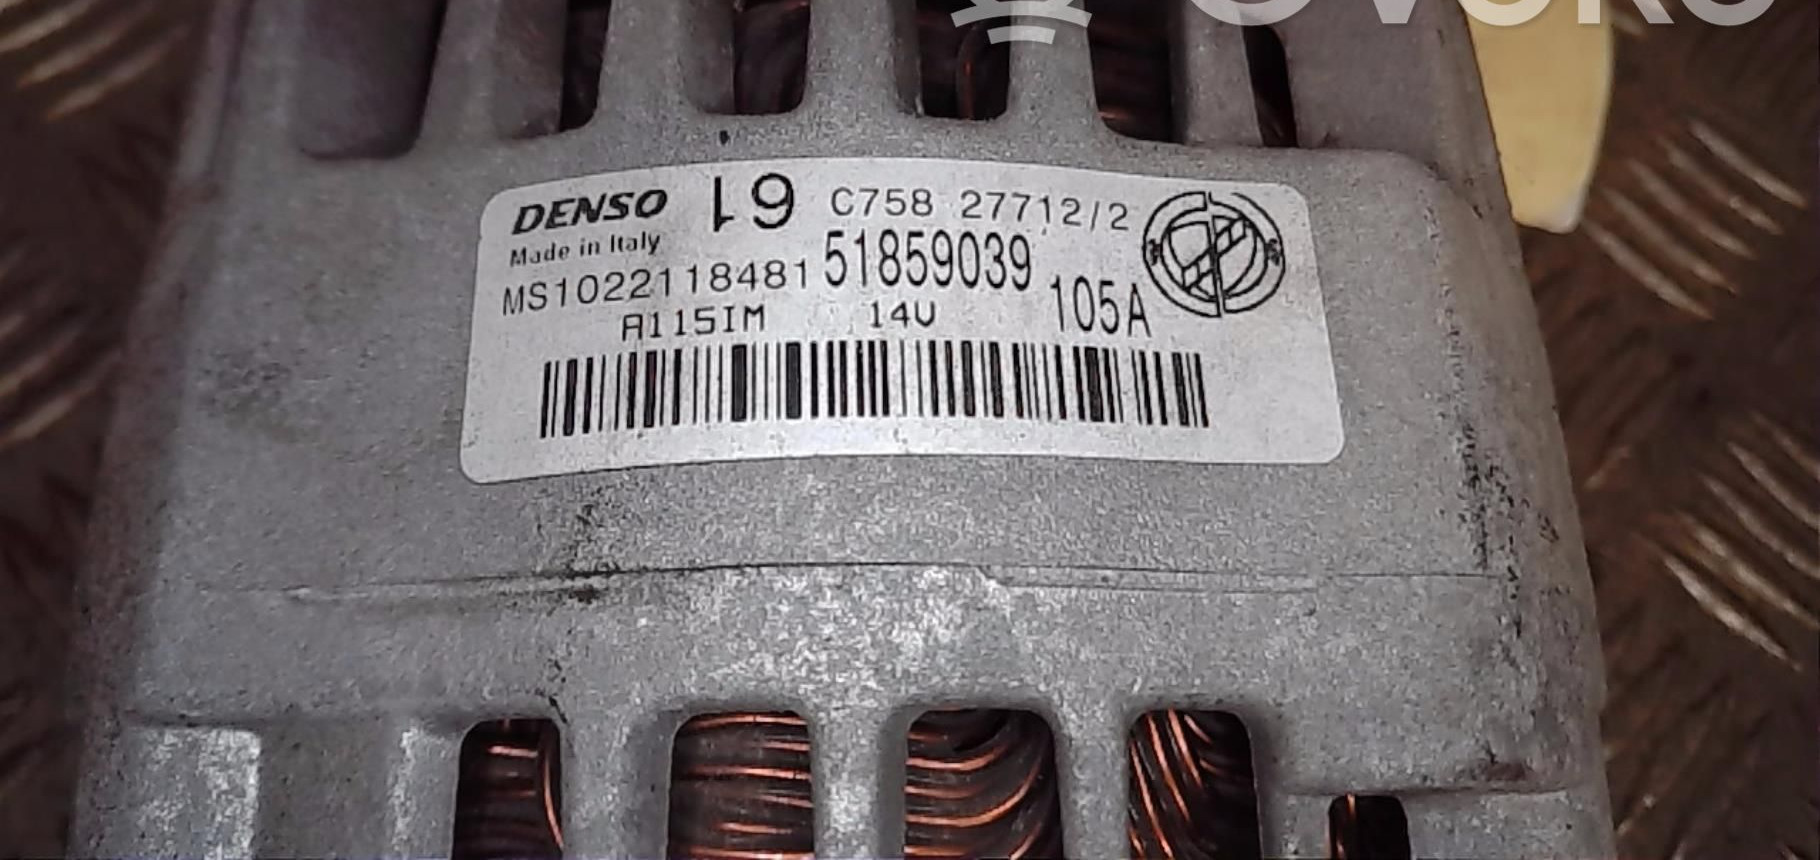 DENSO 19 C758 27712/2
Made in Italy
MS1022118481 51859039
A115IM 14V 105A